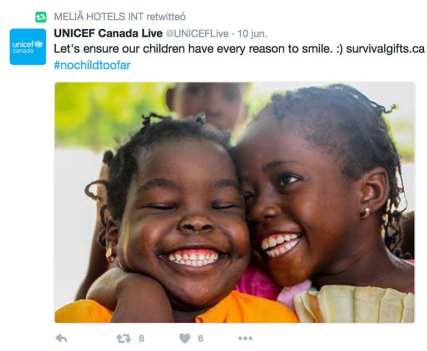 MELIÃ HOTELS INT retwitteó
UNICEF Canada Live @UNICEFLive · 10 jun.
unicef
canada
Let's ensure our children have every reason to smile. :) survivalgifts.ca
#nochildtoofar
8 6